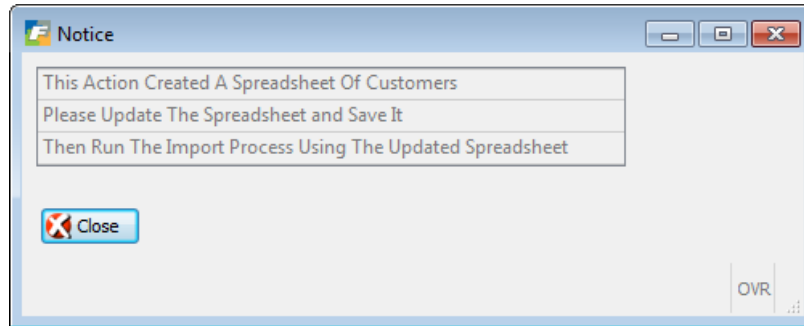 Notice
This Action Created A Spreadsheet Of Customers
Please Update The Spreadsheet and Save It
Then Run The Import Process Using The Updated Spreadsheet
Close
OVR